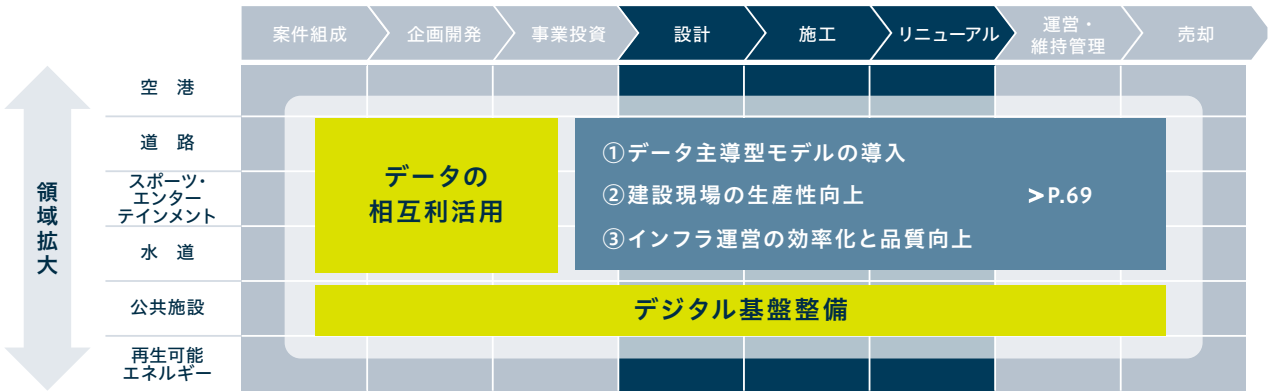 案件組成
企画開発
事業投資
設計
施工
リニューアル
運営・
維持管理
売却
領域拡大
空 港
道 路
スポーツ・
エンター
テインメント
水 道
公共施設
再生可能
エネルギー
データの
相互利活用
①データ主導型モデルの導入
②建設現場の生産性向上 >P.69
③インフラ運営の効率化と品質向上
デジタル基盤整備